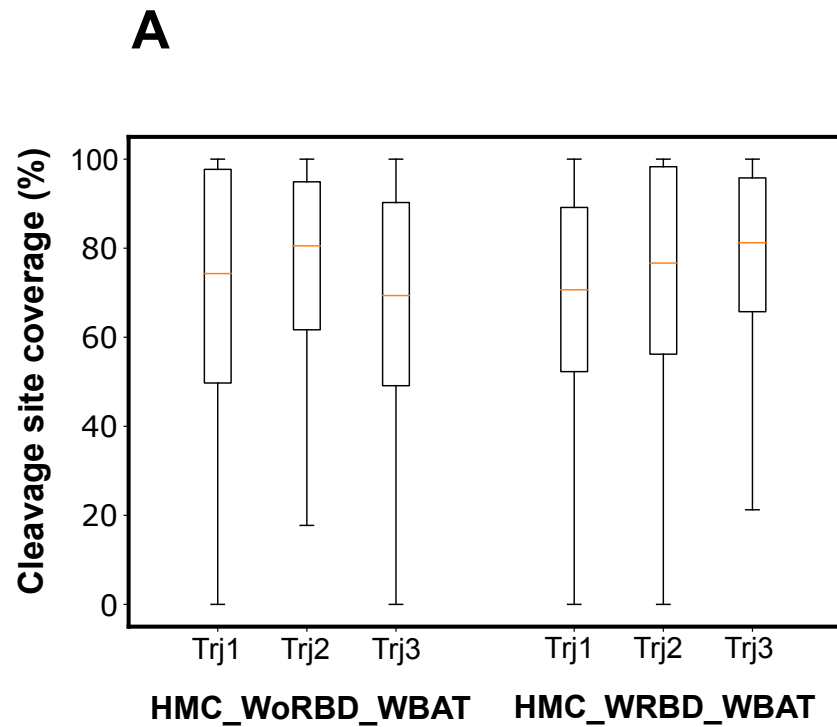 A
Cleavage site coverage (%)
100
80
60
40
20
0
Trj1 Trj2 Trj3 Trj1 Trj2 Trj3
HMC_WoRBD_WBAT HMC_WRBD_WBAT